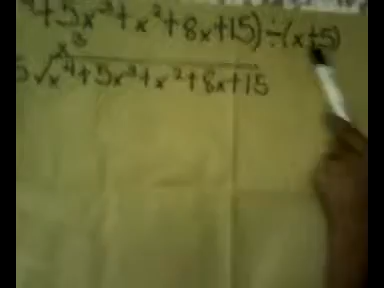 4 + 5x³ + x² + 8x + 15) ÷ (x + 5)
x³
5 √x⁴ + 5x³ + x² + 8x + 15